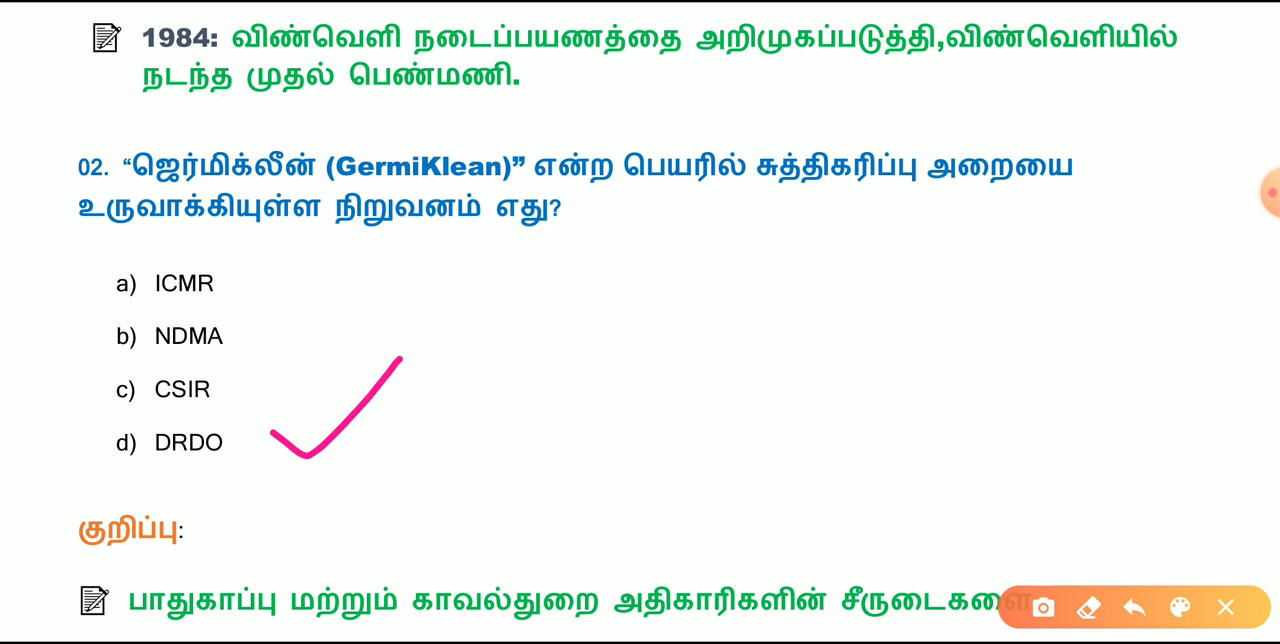 1984: விண்வெளி நடைப்பயணத்தை அறிமுகப்படுத்தி,விண்வெளியில்
நடந்த முதல் பெண்மணி.
02. “ஜெர்மிக்லீன் (GermiKlean)” என்ற பெயரில் சுத்திகரிப்பு அறையை
உருவாக்கியுள்ள நிறுவனம் எது?
a) ICMR
b) NDMA
c) CSIR
d) DRDO
குறிப்பு:
பாதுகாப்பு மற்றும் காவல்துறை அதிகாரிகளின் சீருடைகளை